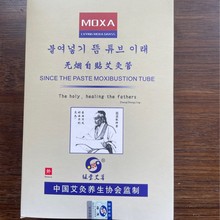 MOXA
붙여넣기 뜸 튜브 이래
无烟自贴艾灸管
SINCE THE PASTE MOXIBUSTION TUBE
The holy, healing the fathers
中国艾灸养生协会监制